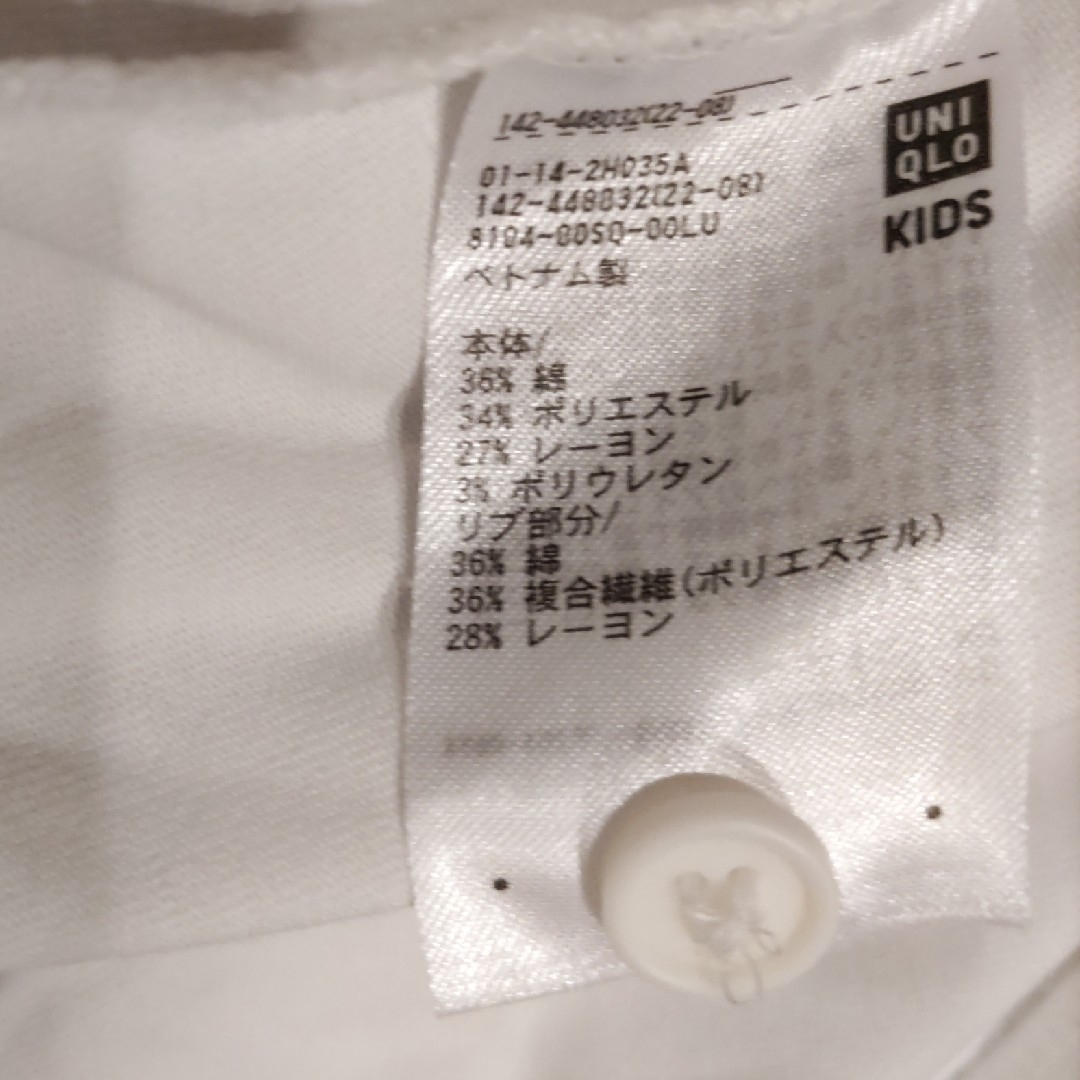 142-448032(22-08)
UNI
QLO
KIDS
01-14-2H035A
142-448032(22-08)
ベトナム製
本体/
36% 綿
34% ポリエステル
27% レーヨン
3% ポリウレタン
リブ部分/
36% 綿
36% 複合繊維(ポリエステル)
28% レーヨン